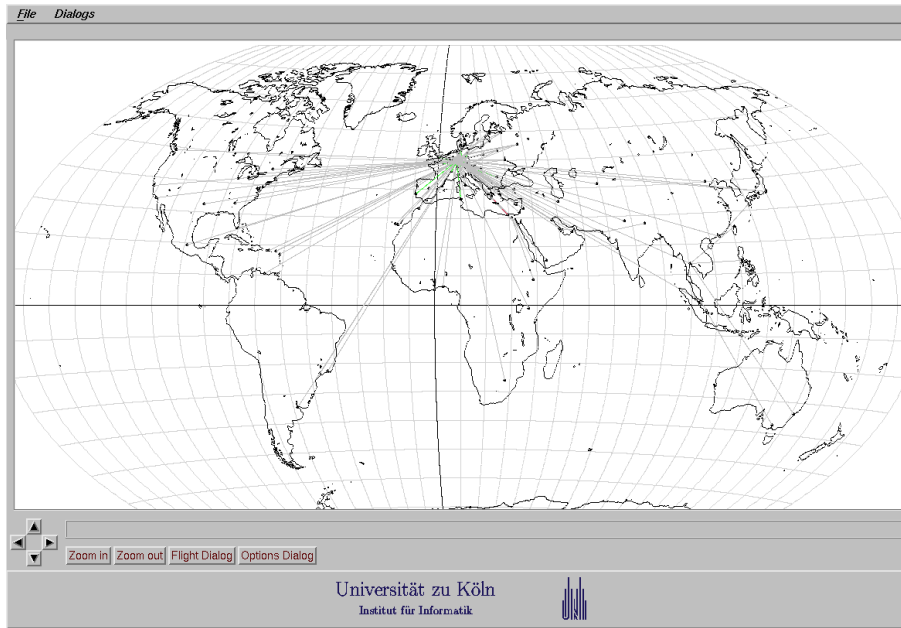 File Dialogs
Zoom in Zoom out Flight Dialog Options Dialog
Universität zu Köln
Institut für Informatik